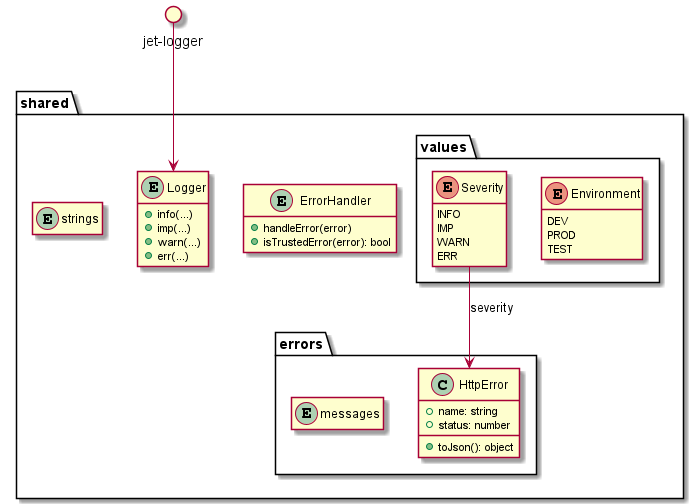 jet-logger
shared
E strings
E Logger
info(...)
imp(...)
warn(...)
err(...)
E ErrorHandler
handleError(error)
isTrustedError(error): bool
values
E Severity
INFO
IMP
WARN
ERR
E Environment
DEV
PROD
TEST
severity
errors
E messages
C HttpError
name: string
status: number
toJson(): object